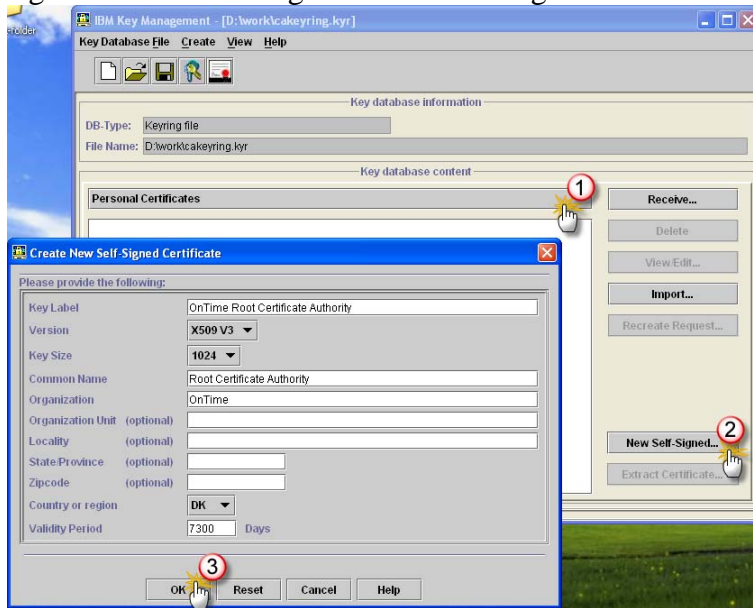 IBM Key Management - [D:\work\cakeyring.kyr]
Key Database File Create View Help
Key database information
DB-Type: Keyring file
File Name: D:\work\cakeyring.kyr
Key database content
Personal Certificates
1
Receive...
Delete
View/Edit...
Import...
Recreate Request...
New Self-Signed...
2
Extract Certificate...
Create New Self-Signed Certificate
Please provide the following:
Key Label OnTime Root Certificate Authority
Version X509 V3
Key Size 1024
Common Name Root Certificate Authority
Organization OnTime
Organization Unit (optional)
Locality (optional)
State/Province (optional)
Zipcode (optional)
Country or region DK
Validity Period 7300 Days
3
OK Reset Cancel Help